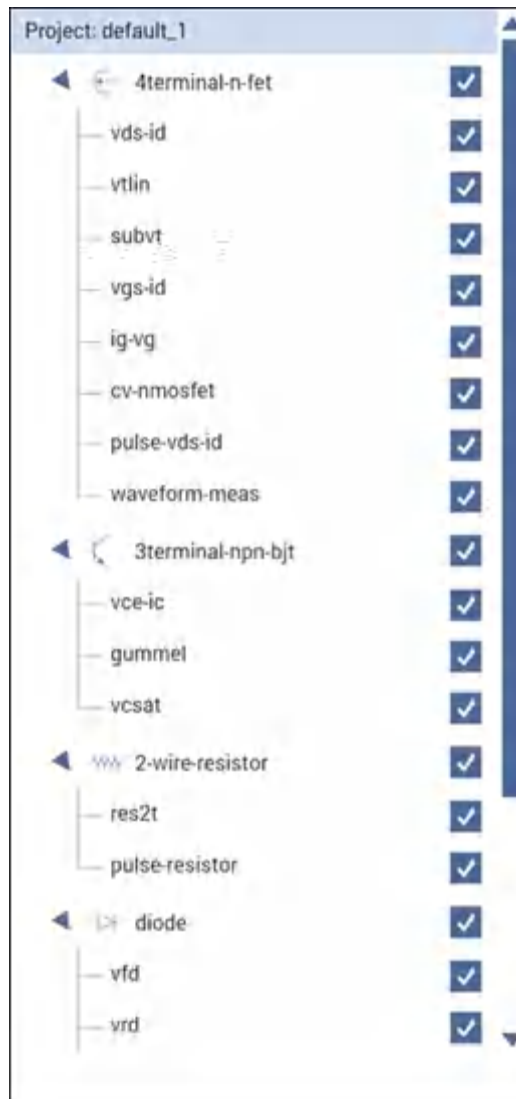 Project: default_1
4terminal-n-fet
vds-id
vtlin
subvt
vgs-id
ig-vg
cv-nmosfet
pulse-vds-id
waveform-meas
3terminal-npn-bjt
vce-ic
gummel
vcsat
2-wire-resistor
res2t
pulse-resistor
diode
vfd
vrd